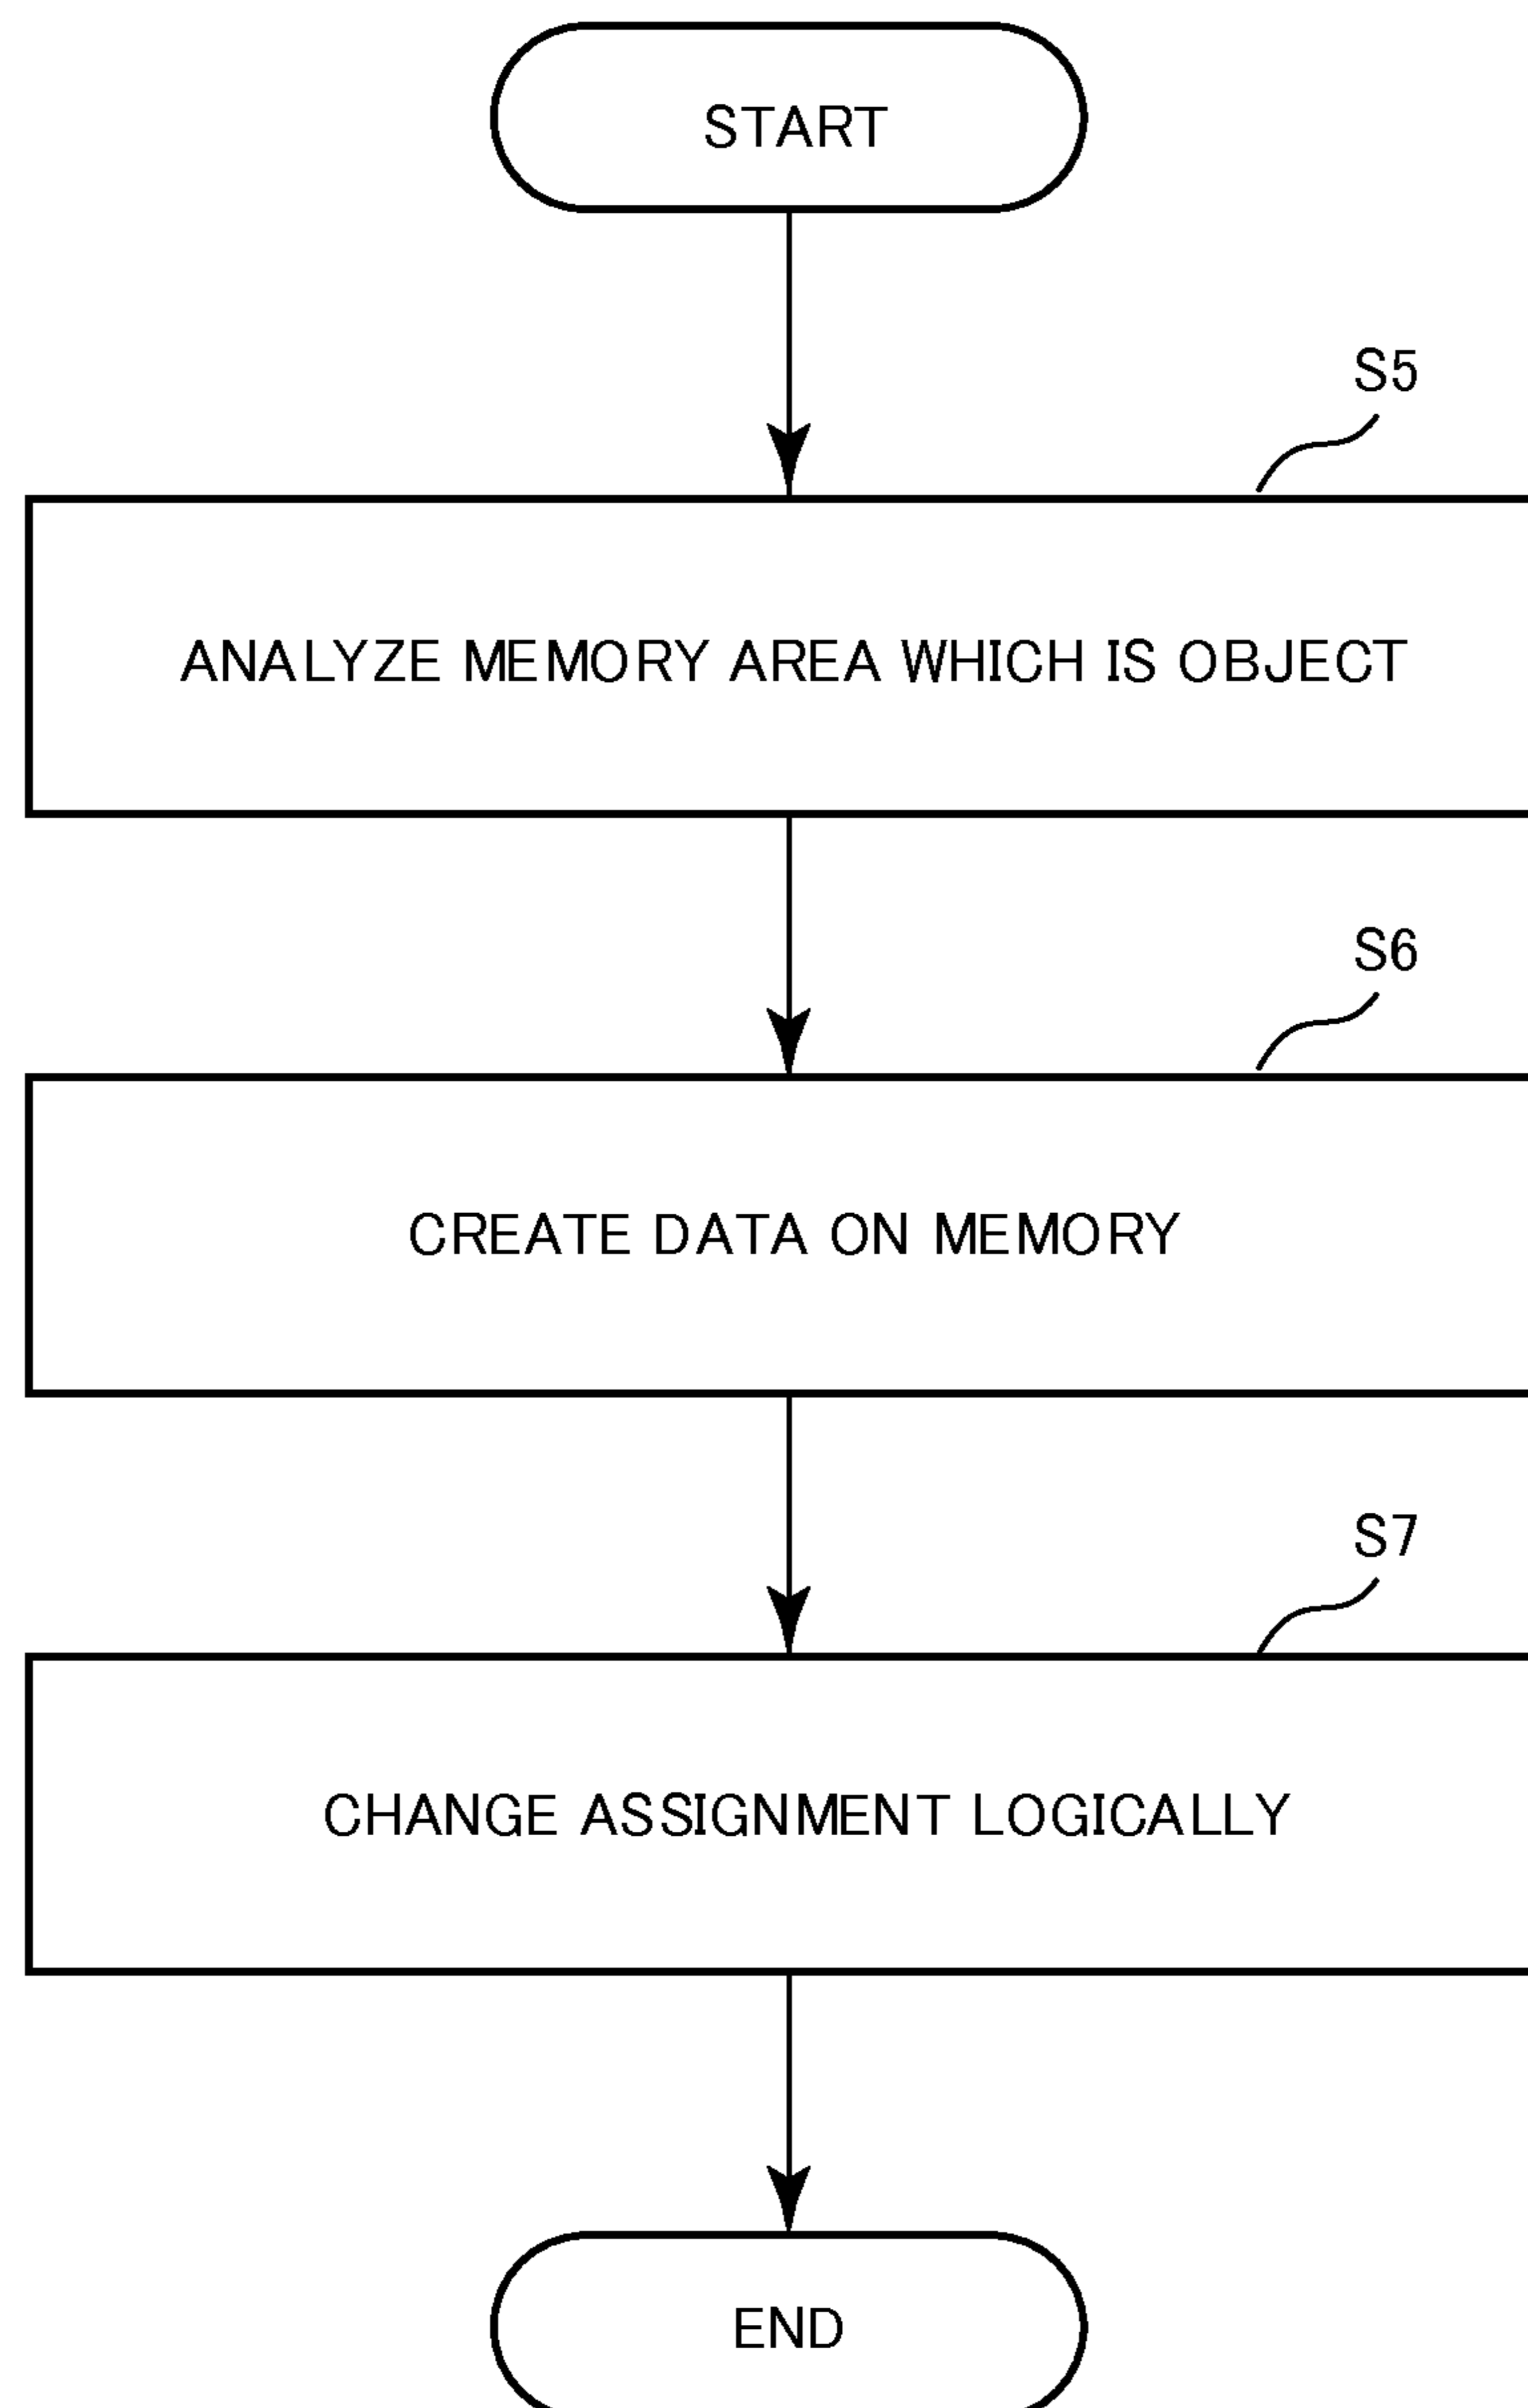 START
S5
ANALYZE MEMORY AREA WHICH IS OBJECT
S6
CREATE DATA ON MEMORY
S7
CHANGE ASSIGNMENT LOGICALLY
END